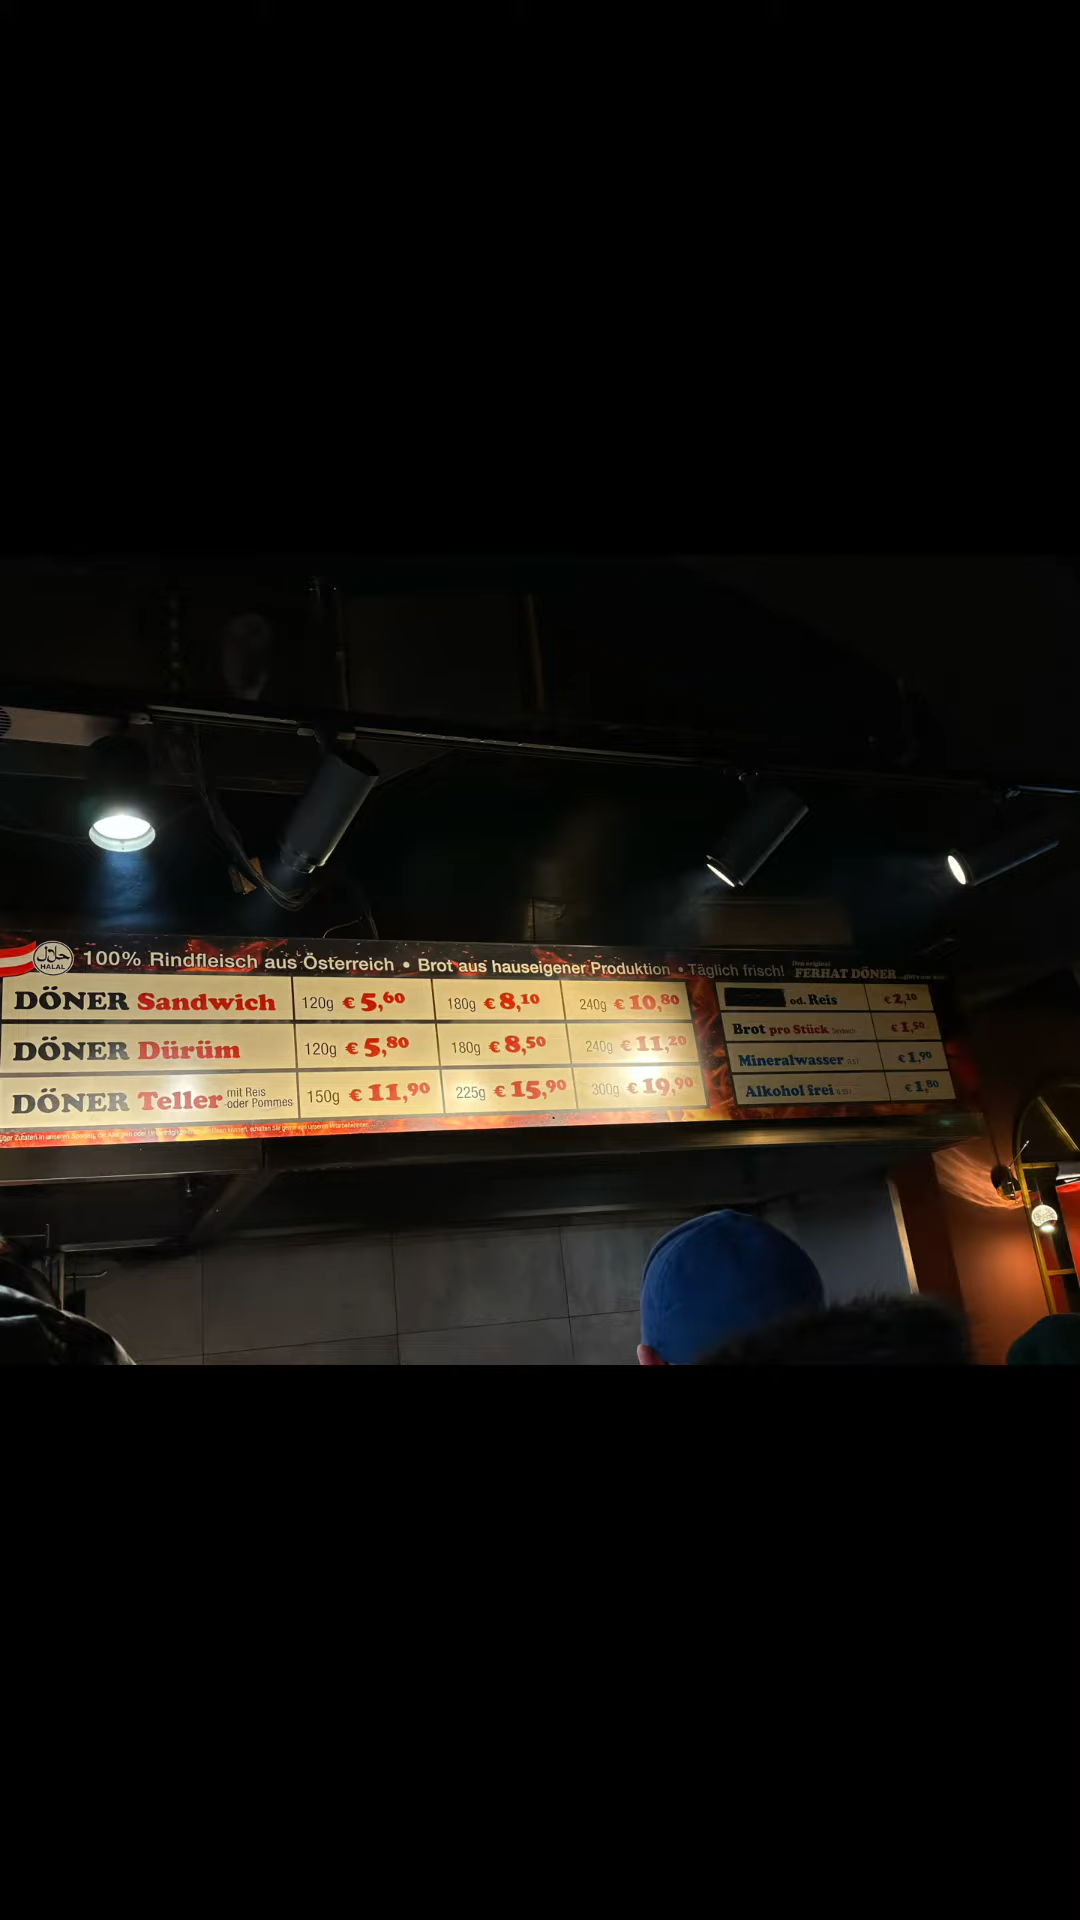 حلال
HALAL
100% Rindfleisch aus Österreich • Brot aus hauseigener Produktion • Täglich frisch!
Das original
FERHAT DÖNER
DÖNER Sandwich 120g € 5,60 180g € 8,10 240g € 10,80
DÖNER Dürüm 120g € 5,80 180g € 8,50 240g € 11,20
DÖNER Teller mit Reis oder Pommes 150g € 11,90 225g € 15,90 300g € 19,90
od. Reis € 2,10
Brot pro Stück € 1,50
Mineralwasser € 1,90
Alkohol frei € 1,80